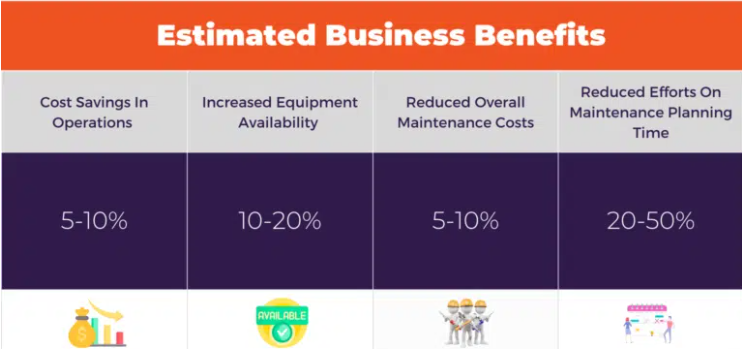 Estimated Business Benefits
Cost Savings In
Operations
Increased Equipment
Availability
Reduced Overall
Maintenance Costs
Reduced Efforts On
Maintenance Planning
Time
5-10%
10-20%
5-10%
20-50%
AVAILABLE